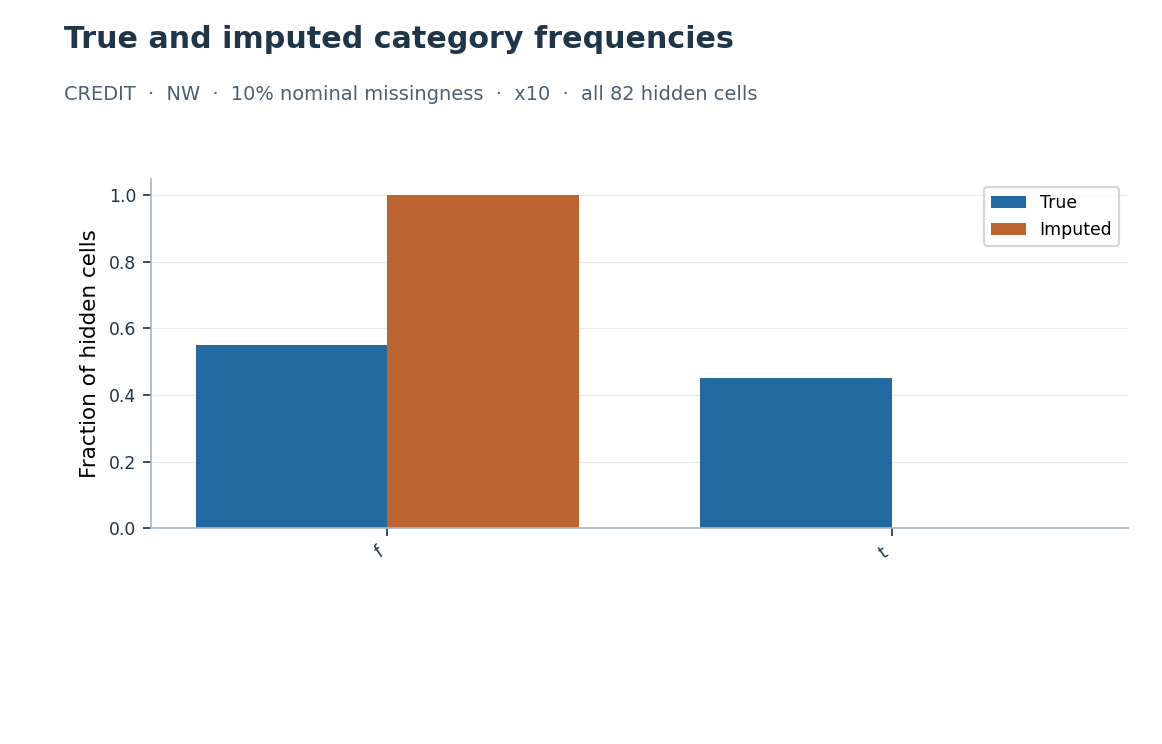 True and imputed category frequencies
CREDIT · NW · 10% nominal missingness · x10 · all 82 hidden cells
Fraction of hidden cells
1.0
0.8
0.6
0.4
0.2
0.0
f
t
True
Imputed